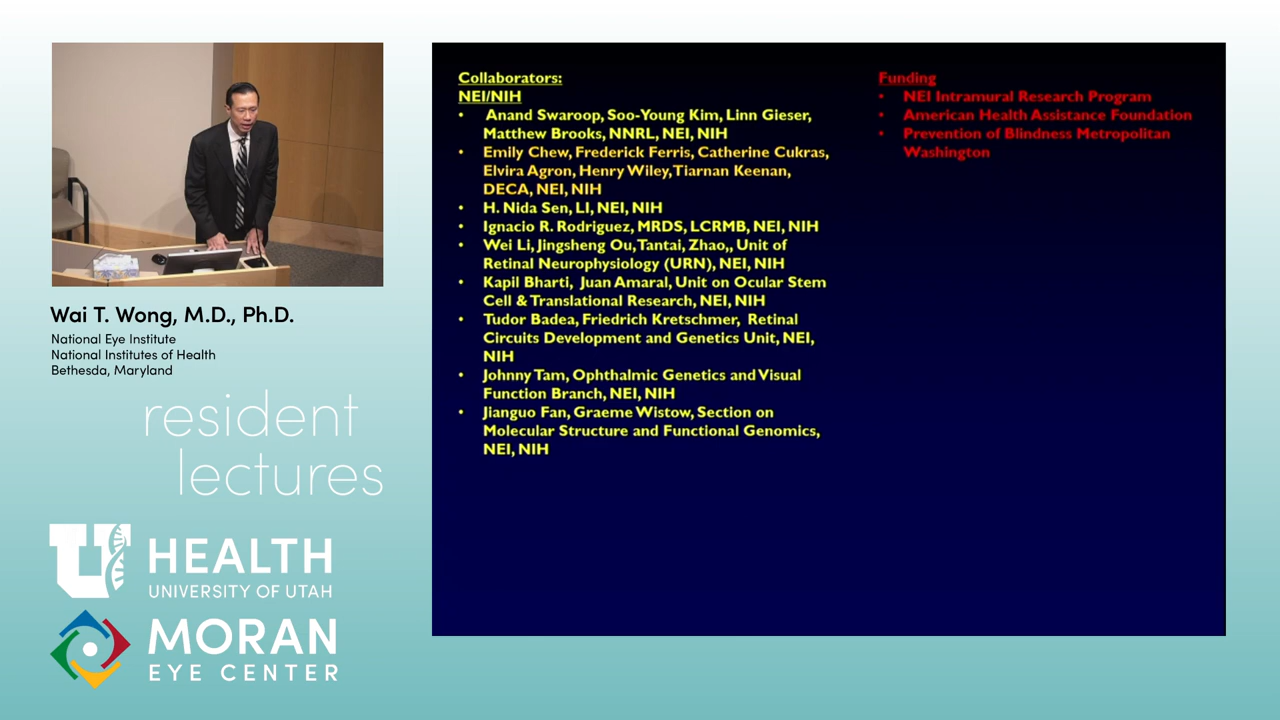 Wai T. Wong, M.D., Ph.D.
National Eye Institute
National Institutes of Health
Bethesda, Maryland
resident
lectures
U HEALTH
UNIVERSITY OF UTAH
MORAN
EYE CENTER
Collaborators:
NEI/NIH
• Anand Swaroop, Soo-Young Kim, Linn Gieser,
Matthew Brooks, NNRL, NEI, NIH
• Emily Chew, Frederick Ferris, Catherine Cukras,
Elvira Agron, Henry Wiley, Tiarnan Keenan,
DECA, NEI, NIH
• H. Nida Sen, LI, NEI, NIH
• Ignacio R. Rodriguez, MRDS, LCRMB, NEI, NIH
• Wei Li, Jingsheng Ou, Tantai, Zhao,, Unit of
Retinal Neurophysiology (URN), NEI, NIH
• Kapil Bharti, Juan Amaral, Unit on Ocular Stem
Cell & Translational Research, NEI, NIH
• Tudor Badea, Friedrich Kretschmer, Retinal
Circuits Development and Genetics Unit, NEI,
NIH
• Johnny Tam, Ophthalmic Genetics and Visual
Function Branch, NEI, NIH
• Jianguo Fan, Graeme Wistow, Section on
Molecular Structure and Functional Genomics,
NEI, NIH
Funding
• NEI Intramural Research Program
• American Health Assistance Foundation
• Prevention of Blindness Metropolitan
Washington